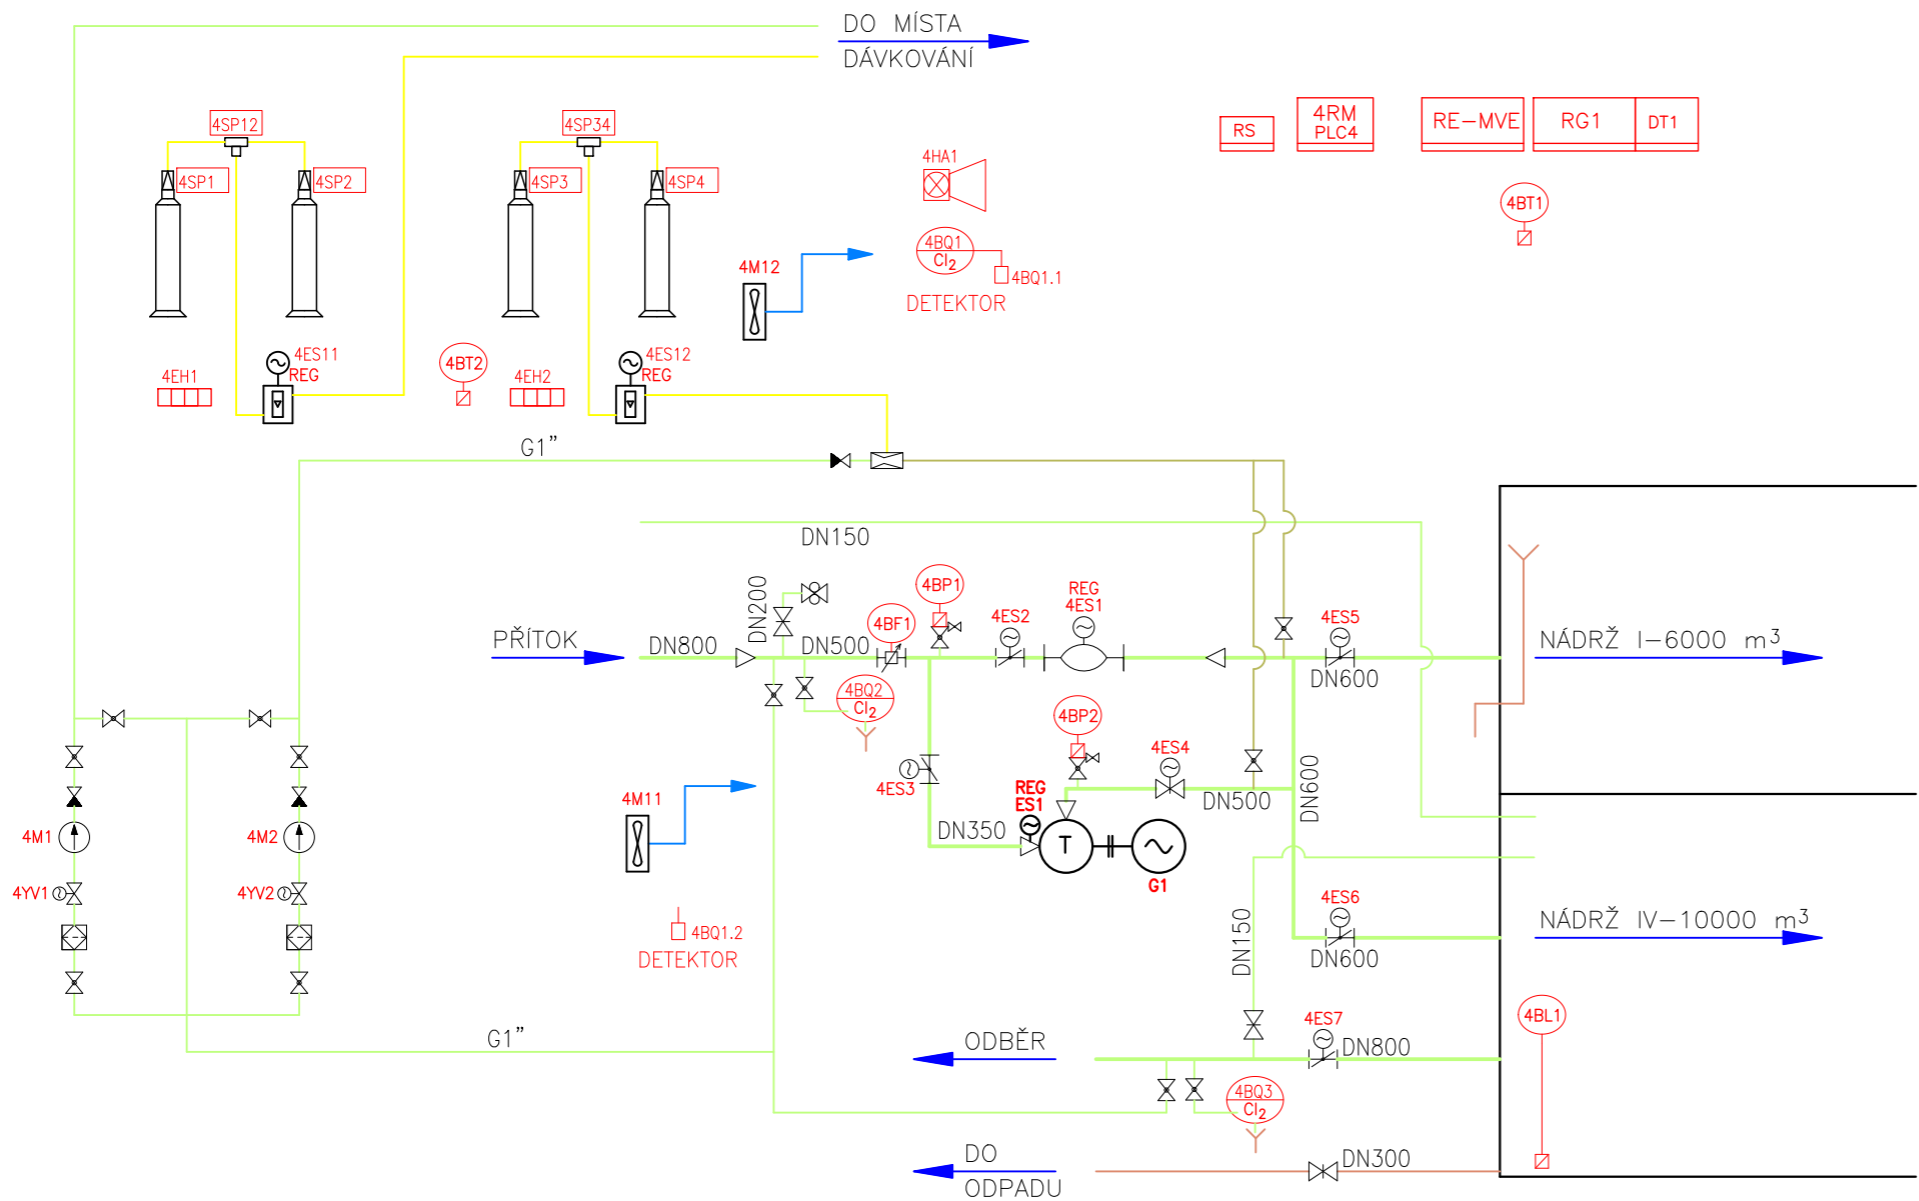 DO MÍSTA
DÁVKOVÁNÍ
4SP12
4SP34
4SP1
4SP2
4SP3
4SP4
RS
4RM
PLC4
RE-MVE
RG1
DT1
4HA1
4BT1
4BQ1
Cl2
4BQ1.1
DETEKTOR
4M12
4ES11
REG
4EH1
4BT2
4ES12
REG
4EH2
G1"
DN150
PŘÍTOK
DN800
DN200
DN500
4BF1
4BP1
4ES2
REG
4ES1
4ES5
DN600
NÁDRŽ I-6000 m3
4BQ2
Cl2
4BP2
4ES4
4ES3
DN500
DN600
REG
ES1
DN350
T
G1
4M11
4M1
4M2
4YV1
4YV2
4BQ1.2
DETEKTOR
4ES6
DN600
NÁDRŽ IV-10000 m3
DN150
G1"
ODBĚR
4ES7
DN800
4BL1
4BQ3
Cl2
DO
ODPADU
DN300